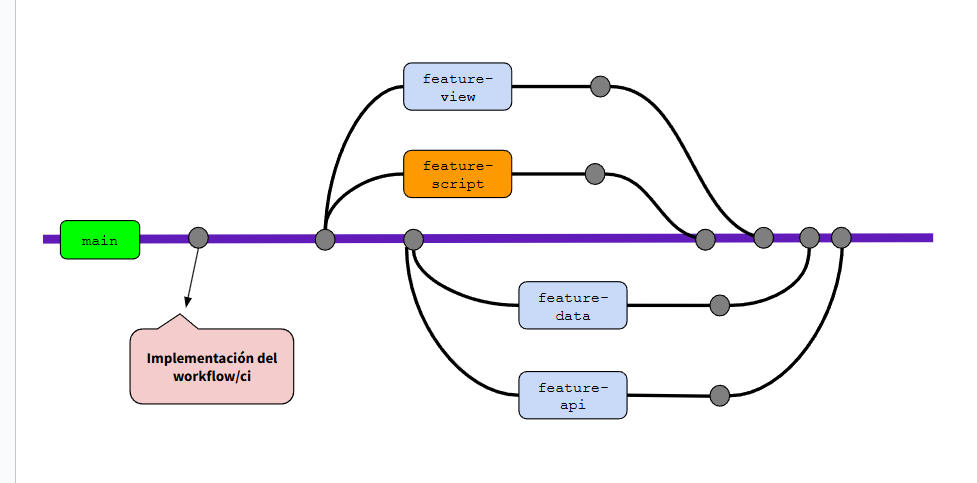 feature-
view
feature-
script
main
feature-
data
Implementación del
workflow/ci
feature-
api